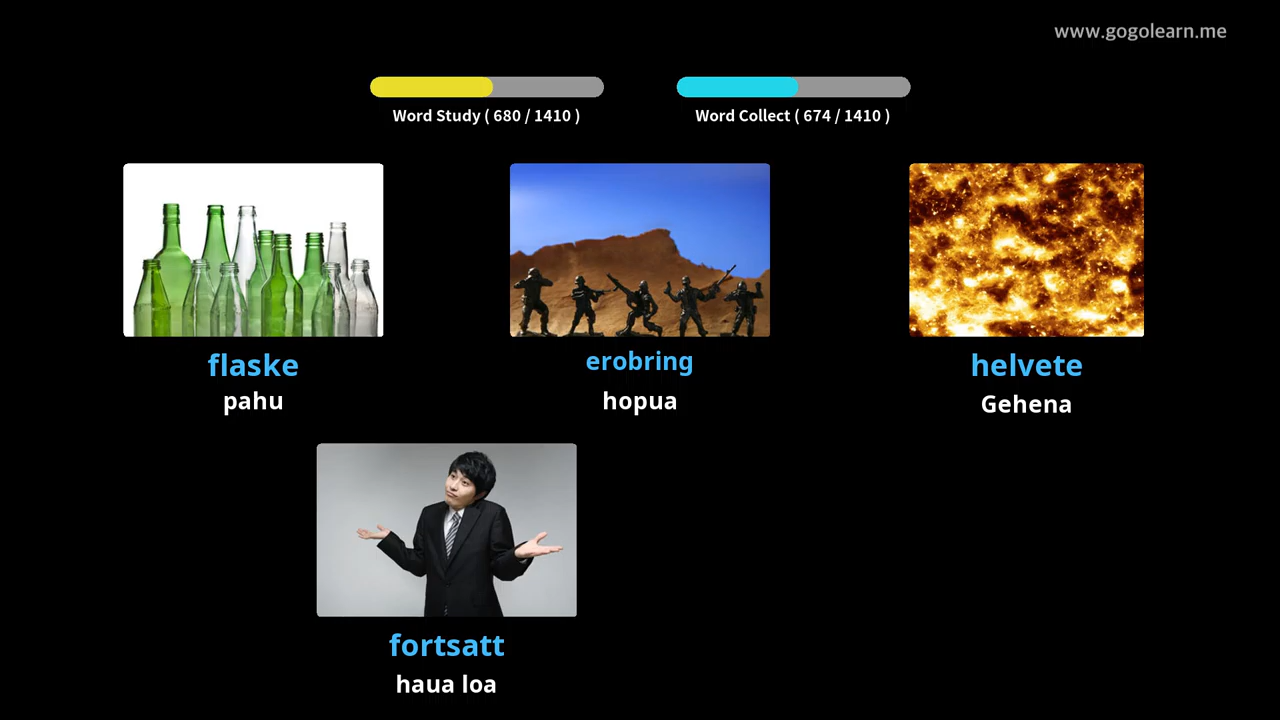 www.gogolearn.me
Word Study ( 680 / 1410 )
Word Collect ( 674 / 1410 )
flaske
pahu
erobring
hopua
helvete
Gehena
fortsatt
haua loa